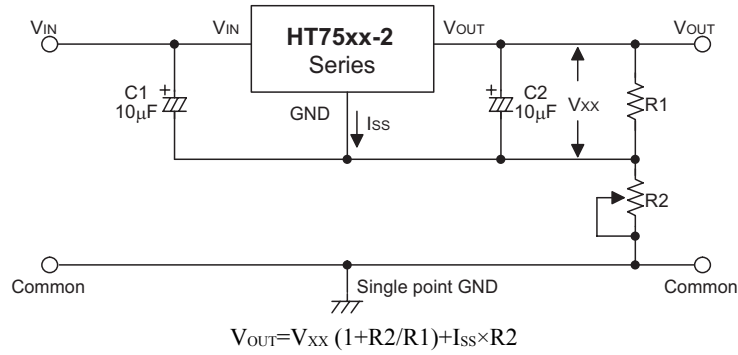 VIN VIN HT75xx-2 VOUT VOUT
Series
C1
10μF
GND
ISS
C2
10μF
VXX
R1
R2
Common
Single point GND
Common
VOUT=VXX (1+R2/R1)+ISS×R2